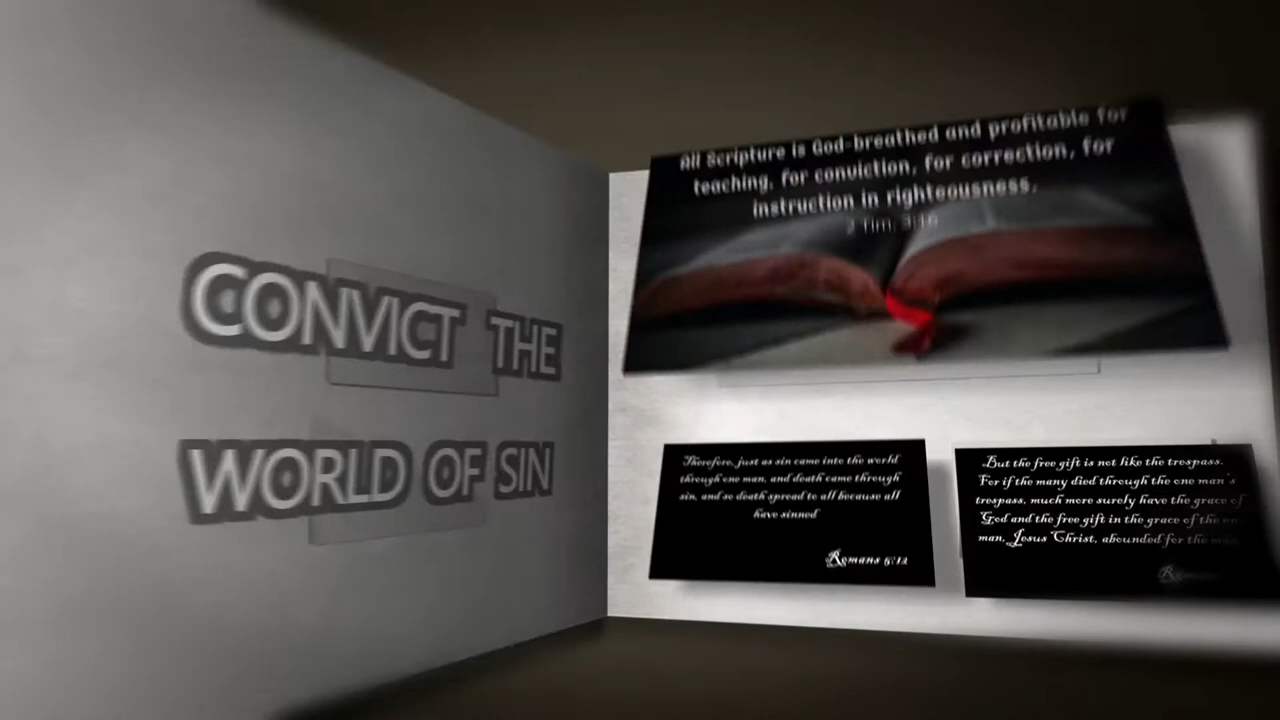 CONVICT THE
WORLD OF SIN
All Scripture is God-breathed and profitable for
teaching, for conviction, for correction, for
instruction in righteousness.
2 Tim. 3:16
Therefore, just as sin came into the world
through one man, and death came through
sin, and so death spread to all because all
have sinned
Romans 5:12
But the free gift is not like the trespass.
For if the many died through the one man's
trespass, much more surely have the grace of
God and the free gift in the grace of the one
man, Jesus Christ, abounded for the many
Romans